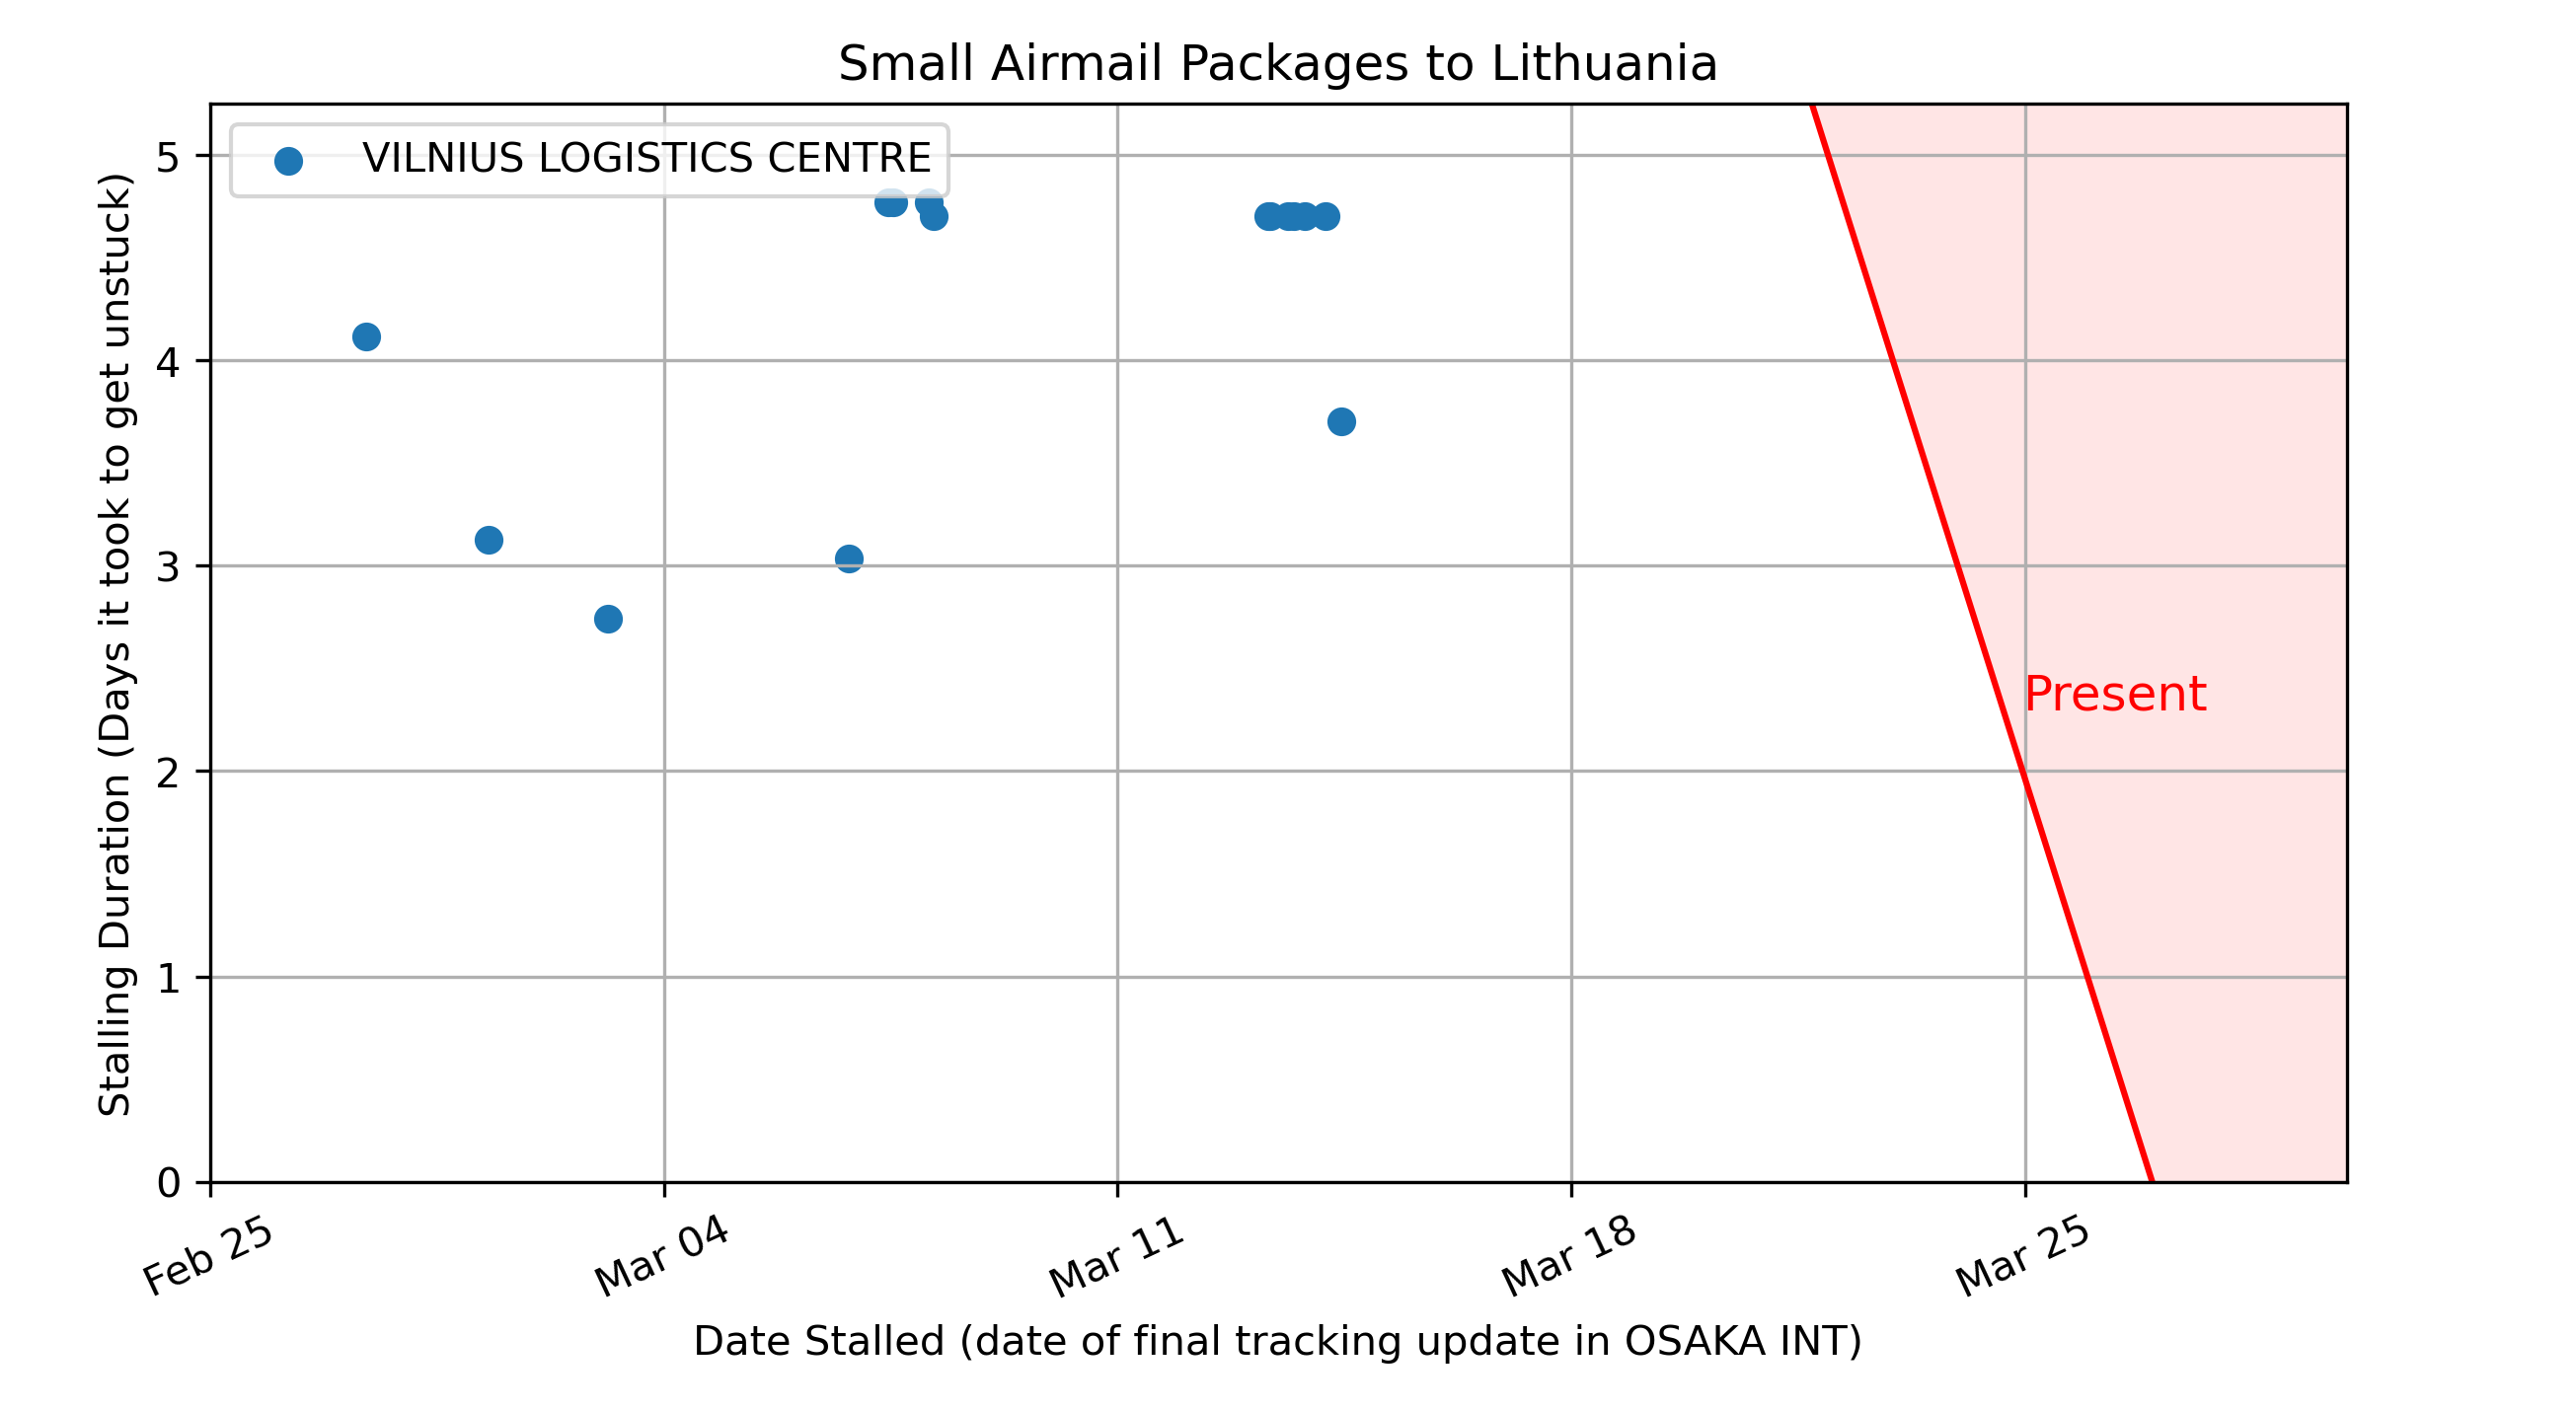 Small Airmail Packages to Lithuania
VILNIUS LOGISTICS CENTRE
Stalling Duration (Days it took to get unstuck)
5
4
3
2
1
0
Present
Feb 25
Mar 04
Mar 11
Mar 18
Mar 25
Date Stalled (date of final tracking update in OSAKA INT)